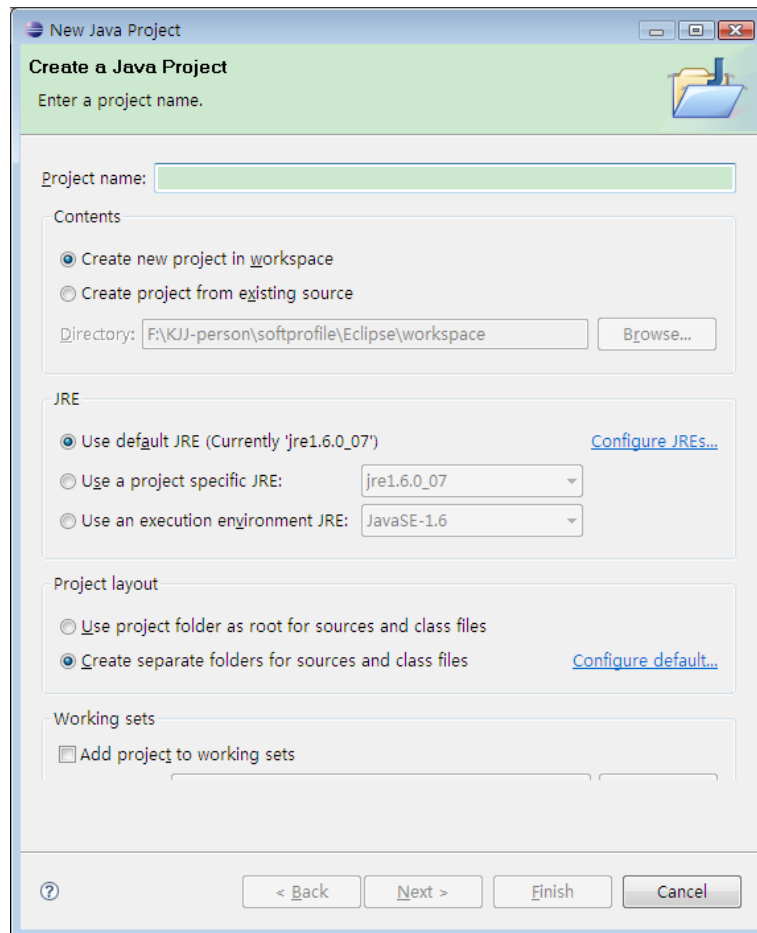 New Java Project
Create a Java Project
Enter a project name.
Project name:
Contents
Create new project in workspace
Create project from existing source
Directory: F:\KJJ-person\softprofile\Eclipse\workspace Browse...
JRE
Use default JRE (Currently 'jre1.6.0_07') Configure JREs...
Use a project specific JRE: jre1.6.0_07
Use an execution environment JRE: JavaSE-1.6
Project layout
Use project folder as root for sources and class files
Create separate folders for sources and class files Configure default...
Working sets
Add project to working sets
? < Back Next > Finish Cancel